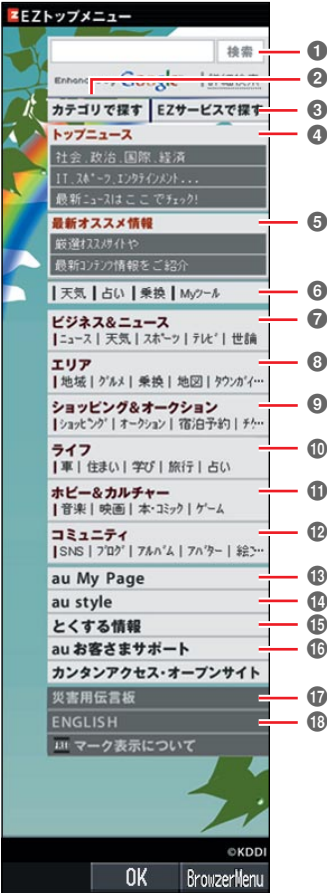 EZトップメニュー
検索 ❶
Enhanced by Google ❷
カテゴリで探す EZサービスで探す ❸
トップニュース ❹
社会、政治、国際、経済
IT、スポーツ、エンタテインメント・・・
最新ニュースはここでチェック!
最新オススメ情報 ❺
厳選オススメサイトや
最新コンテンツ情報をご紹介
|天気|占い|乗換|Myツール ❻
ビジネス&ニュース ❼
|ニュース|天気|スポーツ|テレビ|世論
エリア ❽
|地域|グルメ|乗換|地図|タウンガイ…
ショッピング&オークション ❾
|ショッピング|オークション|宿泊予約|チケ…
ライフ ❿
|車|住まい|学び|旅行|占い
ホビー&カルチャー ⓫
|音楽|映画|本・コミック|ゲーム
コミュニティ ⓬
|SNS|ブログ|アルバム|アバター|絵…
au My Page ⓭
au style ⓮
とくする情報 ⓯
au お客さまサポート ⓰
カンタンアクセス・オープンサイト
災害用伝言板 ⓱
ENGLISH ⓲
マーク表示について
©KDDI
OK BrowzerMenu